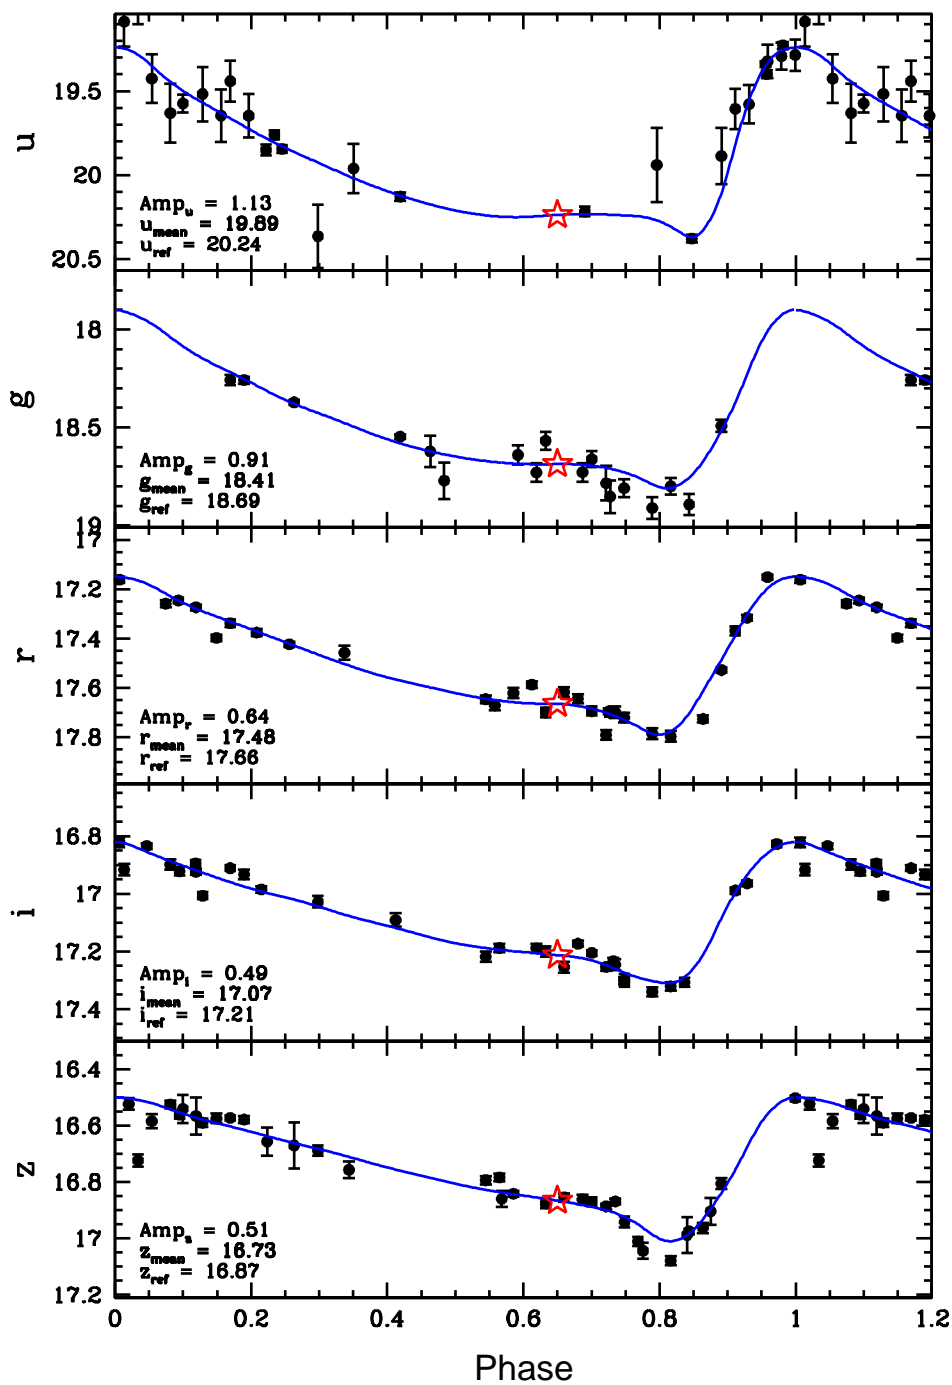 u
19.5
20
20.5
Amp_u = 1.13
u_mean = 19.89
u_ref = 20.24
g
18
18.5
19
Amp_g = 0.91
g_mean = 18.41
g_ref = 18.69
r
17
17.2
17.4
17.6
17.8
Amp_r = 0.64
r_mean = 17.48
r_ref = 17.66
i
16.8
17
17.2
17.4
Amp_i = 0.49
i_mean = 17.07
i_ref = 17.21
z
16.4
16.6
16.8
17
17.2
Amp_z = 0.51
z_mean = 16.73
z_ref = 16.87
0 0.2 0.4 0.6 0.8 1 1.2
Phase